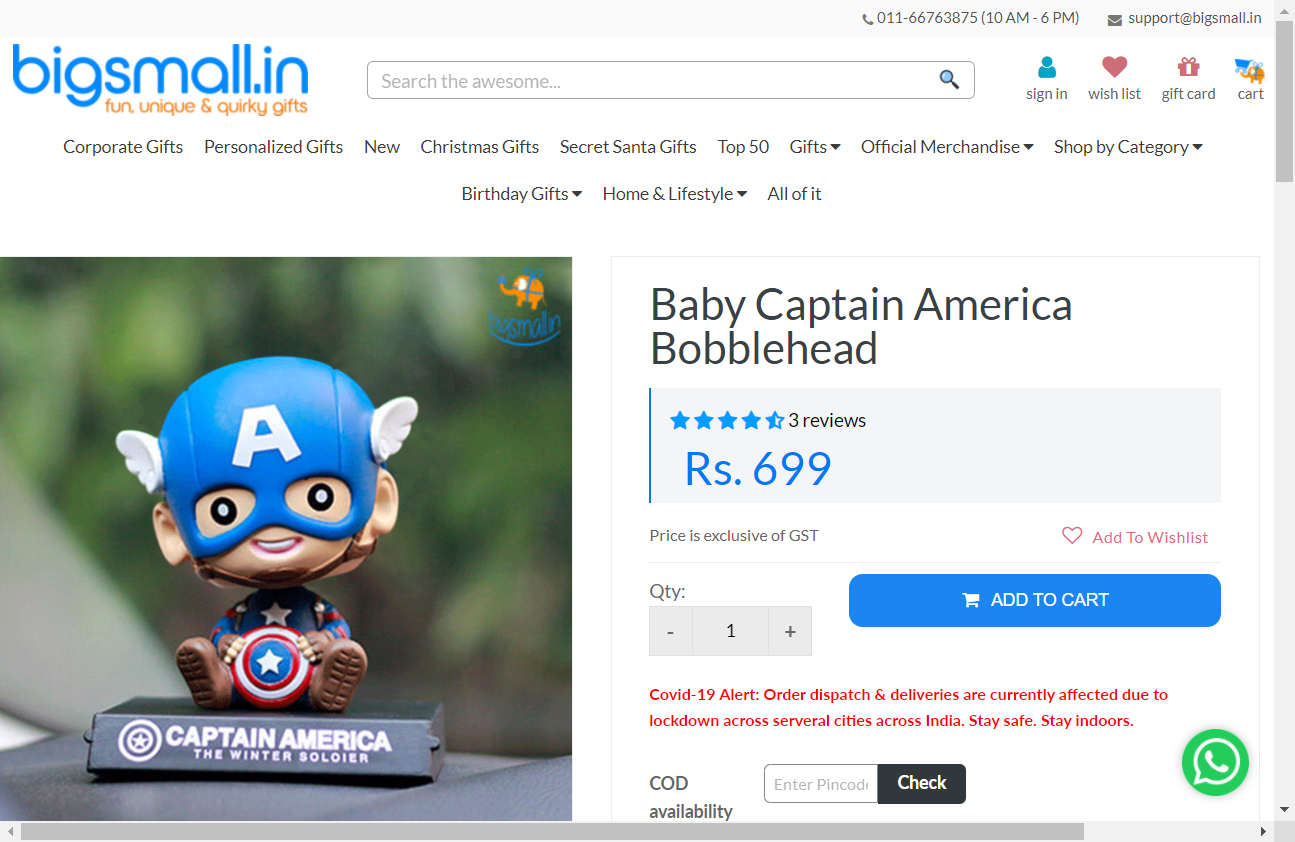 011-66763875 (10 AM - 6 PM)
support@bigsmall.in
bigsmall.in
fun, unique & quirky gifts
Search the awesome...
sign in
wish list
gift card
cart
Corporate Gifts
Personalized Gifts
New
Christmas Gifts
Secret Santa Gifts
Top 50
Gifts
Official Merchandise
Shop by Category
Birthday Gifts
Home & Lifestyle
All of it
bigsmall.in
A
CAPTAIN AMERICA
THE WINTER SOLOIER
Baby Captain America
Bobblehead
3 reviews
Rs. 699
Price is exclusive of GST
Add To Wishlist
Qty:
- 1 +
ADD TO CART
Covid-19 Alert: Order dispatch & deliveries are currently affected due to
lockdown across serveral cities across India. Stay safe. Stay indoors.
COD
availability
Enter Pincode
Check